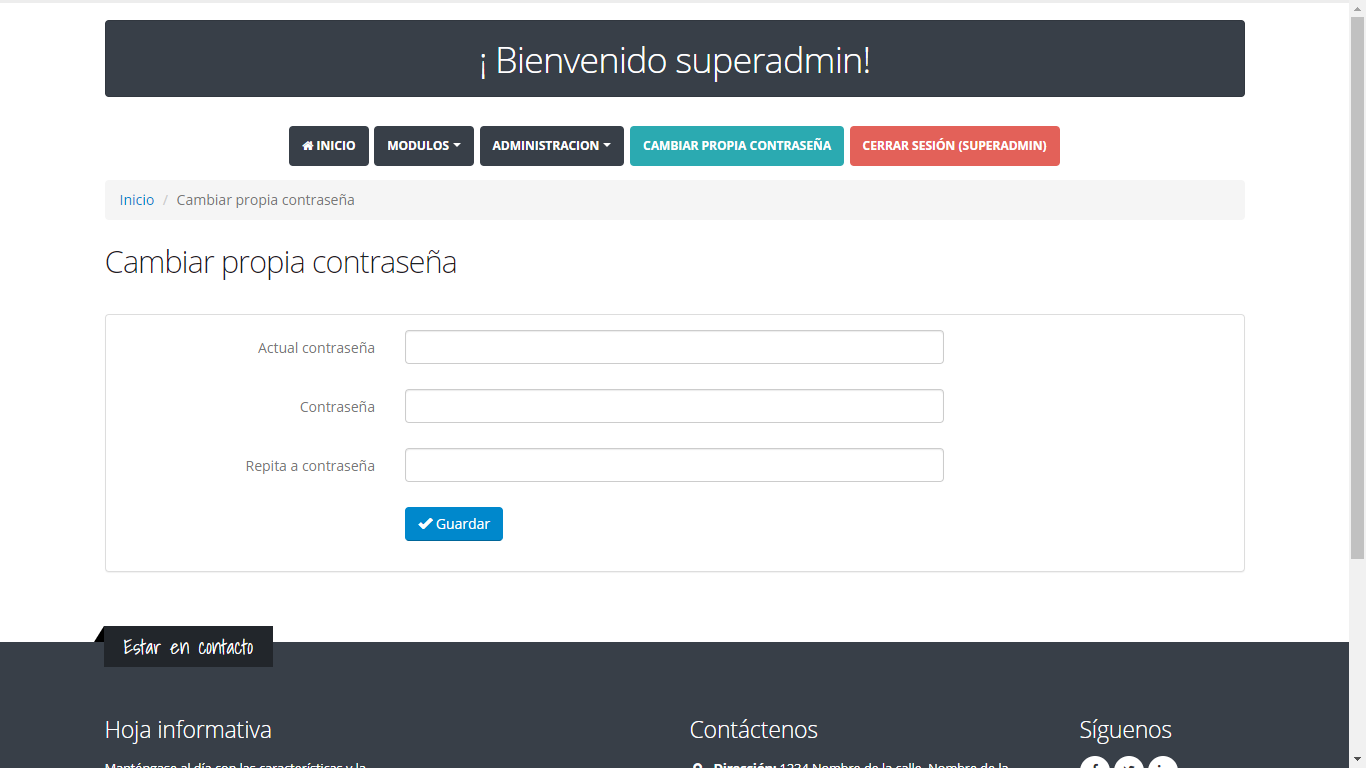 ¡ Bienvenido superadmin!
INICIO MODULOS ADMINISTRACION CAMBIAR PROPIA CONTRASEÑA CERRAR SESIÓN (SUPERADMIN)
Inicio / Cambiar propia contraseña
Cambiar propia contraseña
Actual contraseña
Contraseña
Repita a contraseña
Guardar
Estar en contacto
Hoja informativa Contáctenos Síguenos
Manténgase al día con las características y la Dirección: 1234 Nombre de la calle, Nombre de la